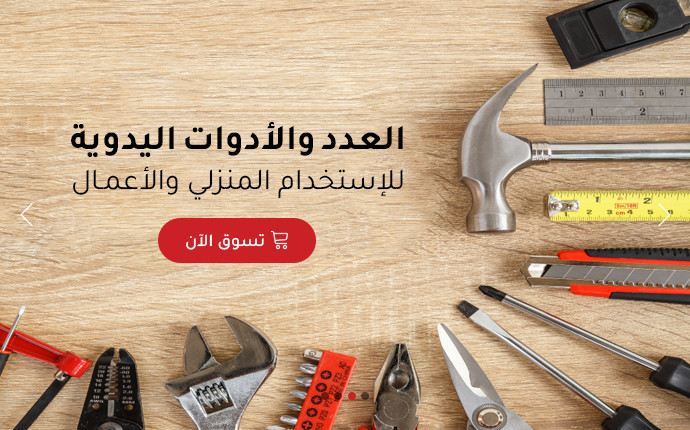 العدد والأدوات اليدوية
للإستخدام المنزلي والأعمال
تسوق الآن